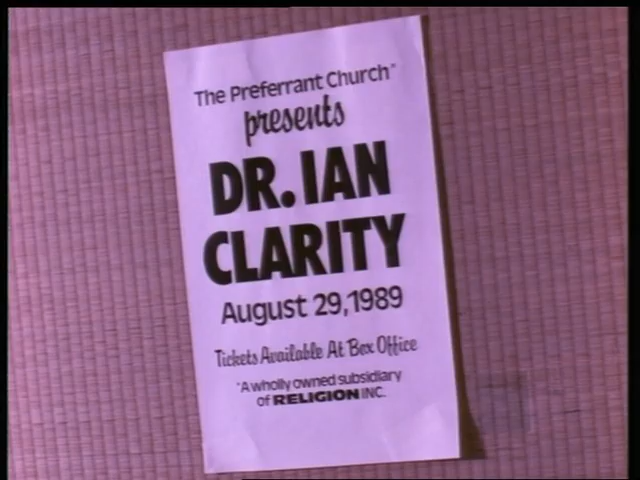 The Preferrant Church*
presents
DR. IAN
CLARITY
August 29, 1989
Tickets Available At Box Office
*A wholly owned subsidiary
of RELIGION INC.